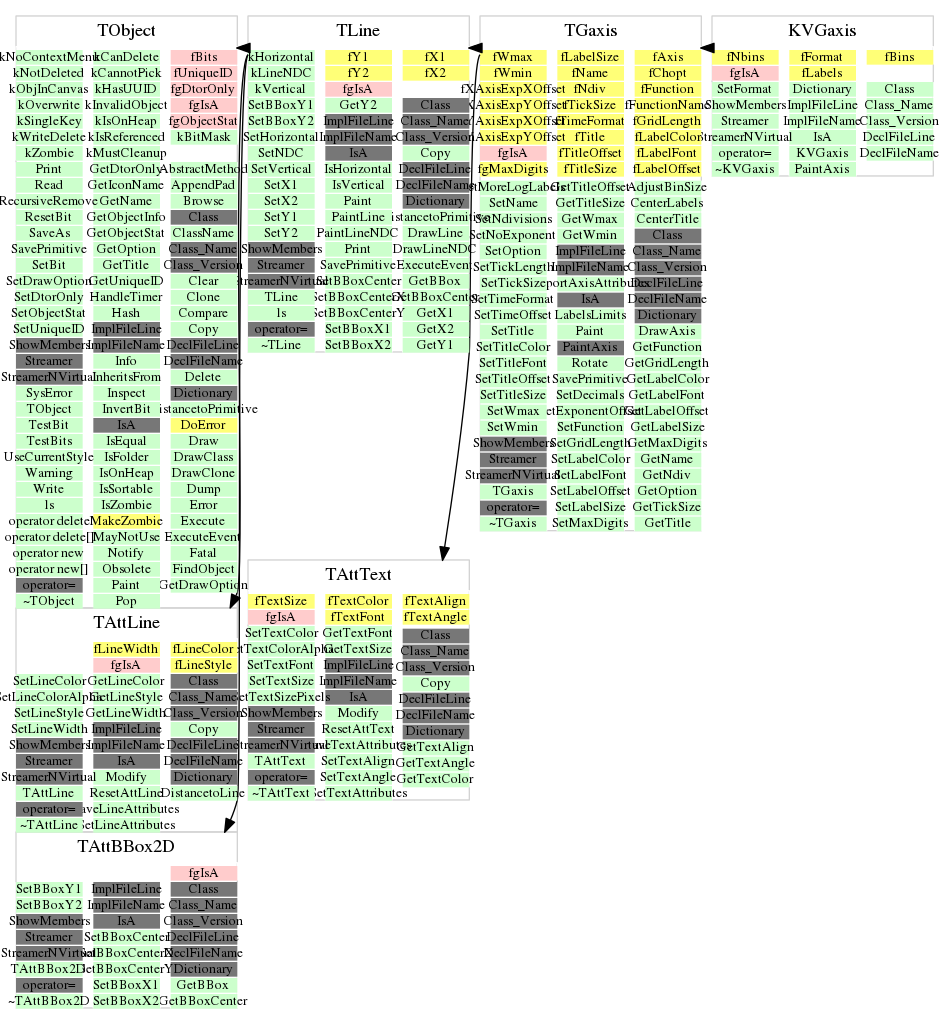 TObject
kNoContextMenu kCanDelete fBits
kNotDeleted kCannotPick fUniqueID
kObjInCanvas kHasUUID fgDtorOnly
kOverwrite kInvalidObject fgIsA
kSingleKey kIsOnHeap fgObjectStat
kWriteDelete kIsReferenced kBitMask
kZombie kMustCleanup
Print GetDtorOnly AbstractMethod
Read GetIconName AppendPad
RecursiveRemove GetName Browse
ResetBit GetObjectInfo Class
SaveAs GetObjectStat ClassName
SavePrimitive GetOption Class_Name
SetBit GetTitle Class_Version
SetDrawOption GetUniqueID Clear
SetDtorOnly HandleTimer Clone
SetObjectStat Hash Compare
SetUniqueID ImplFileLine Copy
ShowMembers ImplFileName DeclFileLine
Streamer Info DeclFileName
StreamerNVirtual InheritsFrom Delete
SysError Inspect Dictionary
TObject InvertBit istancetoPrimitive
TestBit IsA DoError
TestBits IsEqual Draw
UseCurrentStyle IsFolder DrawClass
Warning IsOnHeap DrawClone
Write IsSortable Dump
ls IsZombie Error
operator delete MakeZombie Execute
operator delete[] MayNotUse ExecuteEvent
operator new Notify Fatal
operator new[] Obsolete FindObject
operator= Paint GetDrawOption
~TObject Pop
TAttLine
fLineWidth fLineColor
fgIsA fLineStyle
SetLineColor GetLineColor Class
SetLineColorAlpha GetLineStyle Class_Name
SetLineStyle GetLineWidth Class_Version
SetLineWidth ImplFileLine Copy
ShowMembers ImplFileName DeclFileLine
Streamer IsA DeclFileName
StreamerNVirtual Modify Dictionary
TAttLine ResetAttLine DistancetoLine
operator= aveLineAttributes
~TAttLine SetLineAttributes
TAttBBox2D
fgIsA
SetBBoxY1 ImplFileLine Class
SetBBoxY2 ImplFileName Class_Name
ShowMembers IsA Class_Version
Streamer SetBBoxCenter DeclFileLine
StreamerNVirtual SetBBoxCenterX DeclFileName
TAttBBox2D SetBBoxCenterY Dictionary
operator= SetBBoxX1 GetBBox
~TAttBBox2D SetBBoxX2 GetBBoxCenter
TLine
kHorizontal fY1 fX1
kLineNDC fY2 fX2
kVertical fgIsA
SetBBoxY1 GetY2 Class
SetBBoxY2 ImplFileLine Class_Name
SetHorizontal ImplFileName Class_Version
SetNDC IsA Copy
SetVertical IsHorizontal DeclFileLine
SetX1 IsVertical DeclFileName
SetX2 Paint Dictionary
SetY1 PaintLine istancetoPrimitive
SetY2 PaintLineNDC DrawLine
ShowMembers Print DrawLineNDC
Streamer SavePrimitive ExecuteEvent
treamerNVirtual SetBBoxCenter GetBBox
TLine SetBBoxCenterX GetBBoxCenter
ls SetBBoxCenterY GetX1
operator= SetBBoxX1 GetX2
~TLine SetBBoxX2 GetY1
TAttText
fTextSize fTextColor fTextAlign
fgIsA fTextFont fTextAngle
SetTextColor GetTextFont Class
tTextColorAlpha GetTextSize Class_Name
SetTextFont ImplFileLine Class_Version
SetTextSize ImplFileName Copy
etTextSizePixels IsA DeclFileLine
ShowMembers Modify DeclFileName
Streamer ResetAttText Dictionary
treamerNVirtual veTextAttributes GetTextAlign
TAttText SetTextAlign GetTextAngle
operator= SetTextAngle GetTextColor
~TAttText SetTextAttributes
TGaxis
fWmax fLabelSize fAxis
fWmin fName fChopt
fXAxisExpXOffset fNdiv fFunction
XAxisExpYOffset fTickSize fFunctionName
YAxisExpXOffset fTimeFormat fGridLength
YAxisExpYOffset fTitle fLabelColor
fgIsA fTitleOffset fLabelFont
fgMaxDigits fTitleSize fLabelOffset
etMoreLogLabels GetTitleOffset AdjustBinSize
SetName GetTitleSize CenterLabels
SetNdivisions GetWmax CenterTitle
SetNoExponent GetWmin Class
SetOption ImplFileLine Class_Name
SetTickLength ImplFileName Class_Version
SetTickSize portAxisAttributes DeclFileLine
SetTimeFormat IsA DeclFileName
SetTimeOffset LabelsLimits Dictionary
SetTitle Paint DrawAxis
SetTitleColor PaintAxis GetFunction
SetTitleFont Rotate GetGridLength
SetTitleOffset SavePrimitive GetLabelColor
SetTitleSize SetDecimals GetLabelFont
SetWmax etExponentOffset GetLabelOffset
SetWmin SetFunction GetLabelSize
ShowMembers SetGridLength GetMaxDigits
Streamer SetLabelColor GetName
StreamerNVirtual SetLabelFont GetNdiv
TGaxis SetLabelOffset GetOption
operator= SetLabelSize GetTickSize
~TGaxis SetMaxDigits GetTitle
KVGaxis
fNbins fFormat fBins
fgIsA fLabels
SetFormat Dictionary Class
ShowMembers ImplFileLine Class_Name
Streamer ImplFileName Class_Version
treamerNVirtual IsA DeclFileLine
operator= KVGaxis DeclFileName
~KVGaxis PaintAxis